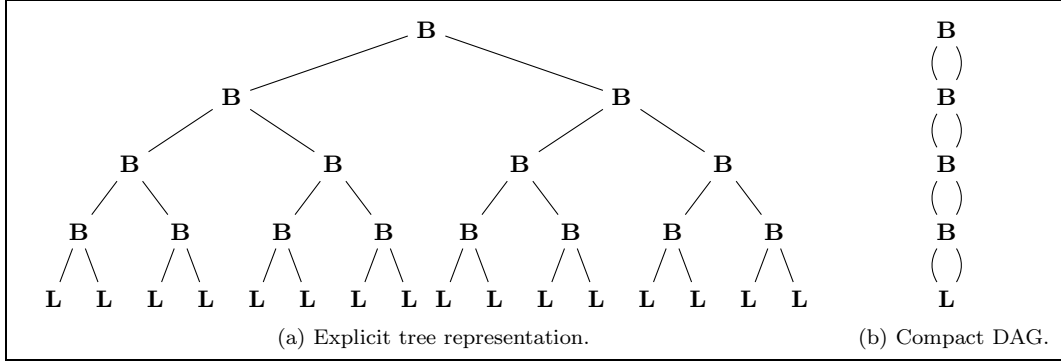 B B
B B B
B B B B B
B B B B B B B B B
L L L L L L L L L L L L L L L L L
(a) Explicit tree representation. (b) Compact DAG.